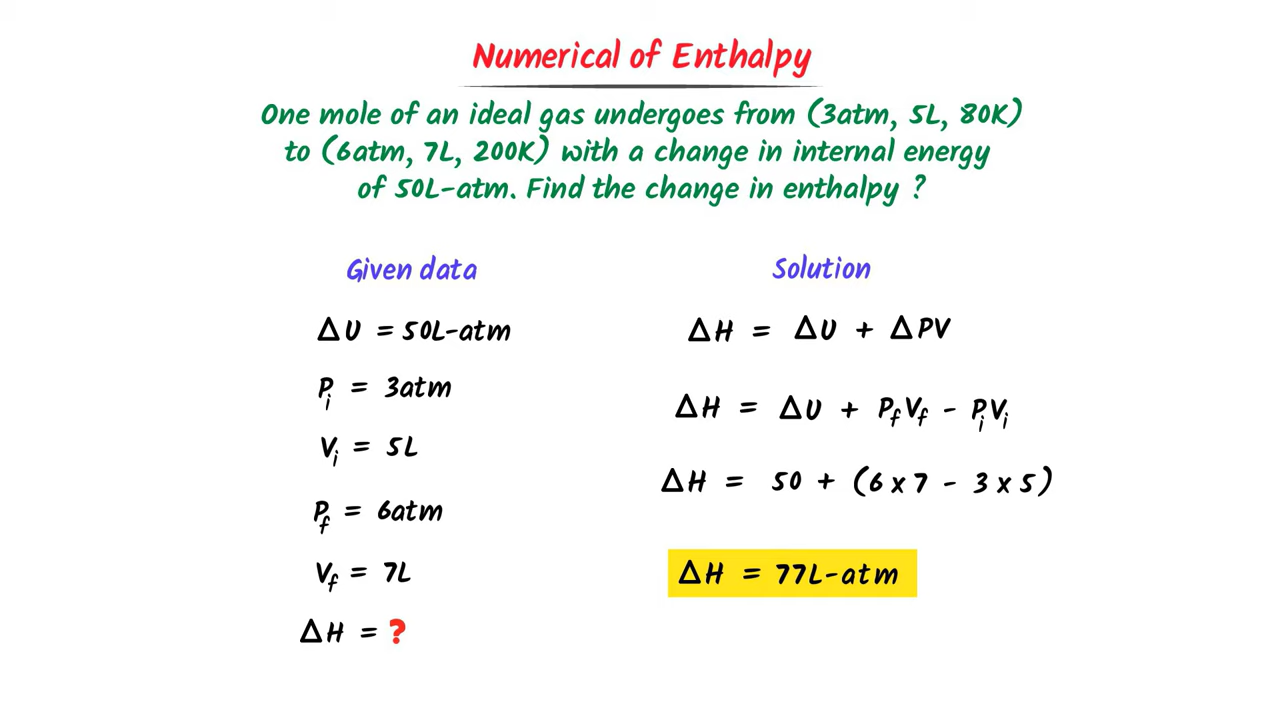 Numerical of Enthalpy
One mole of an ideal gas undergoes from (3atm, 5L, 80K)
to (6atm, 7L, 200K) with a change in internal energy
of 50L-atm. Find the change in enthalpy ?
Given data
ΔU = 50L-atm
Pi = 3atm
Vi = 5L
Pf = 6atm
Vf = 7L
ΔH = ?
Solution
ΔH = ΔU + ΔPV
ΔH = ΔU + PfVf - PiVi
ΔH = 50 + (6 x 7 - 3 x 5)
ΔH = 77L-atm